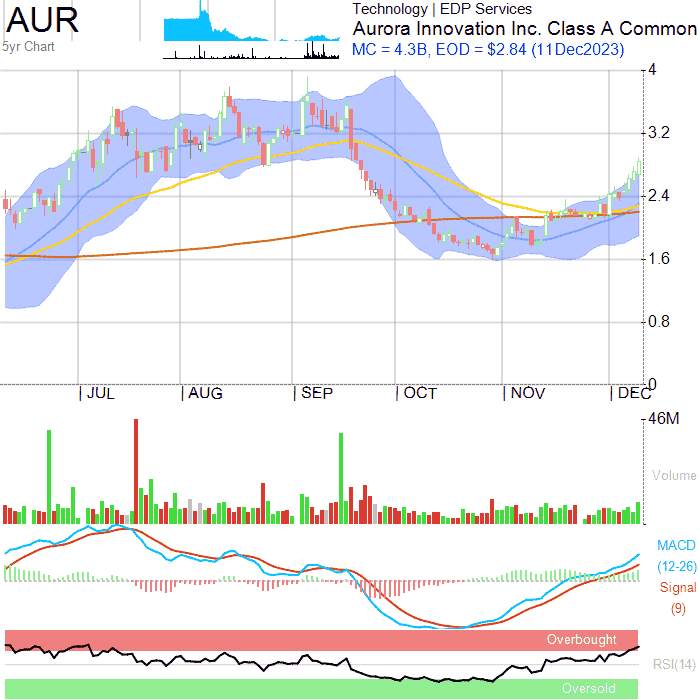 AUR
5yr Chart
Technology | EDP Services
Aurora Innovation Inc. Class A Common
MC = 4.3B, EOD = $2.84 (11Dec2023)
4
3.2
2.4
1.6
0.8
0
| JUL | AUG | SEP | OCT | NOV | DEC
46M
Volume
MACD
(12-26)
Signal
(9)
Overbought
RSI(14)
Oversold